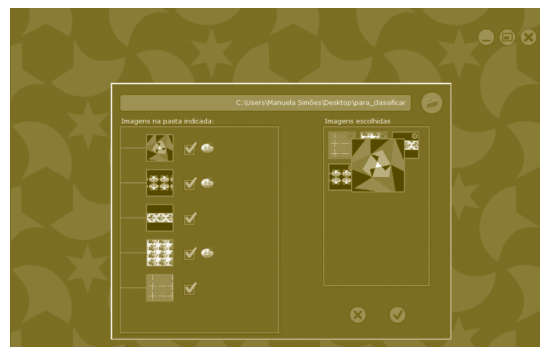 C:\Users\Manuela Simões\Desktop\para_classificar
Imagens na pasta indicada:
Imagens escolhidas